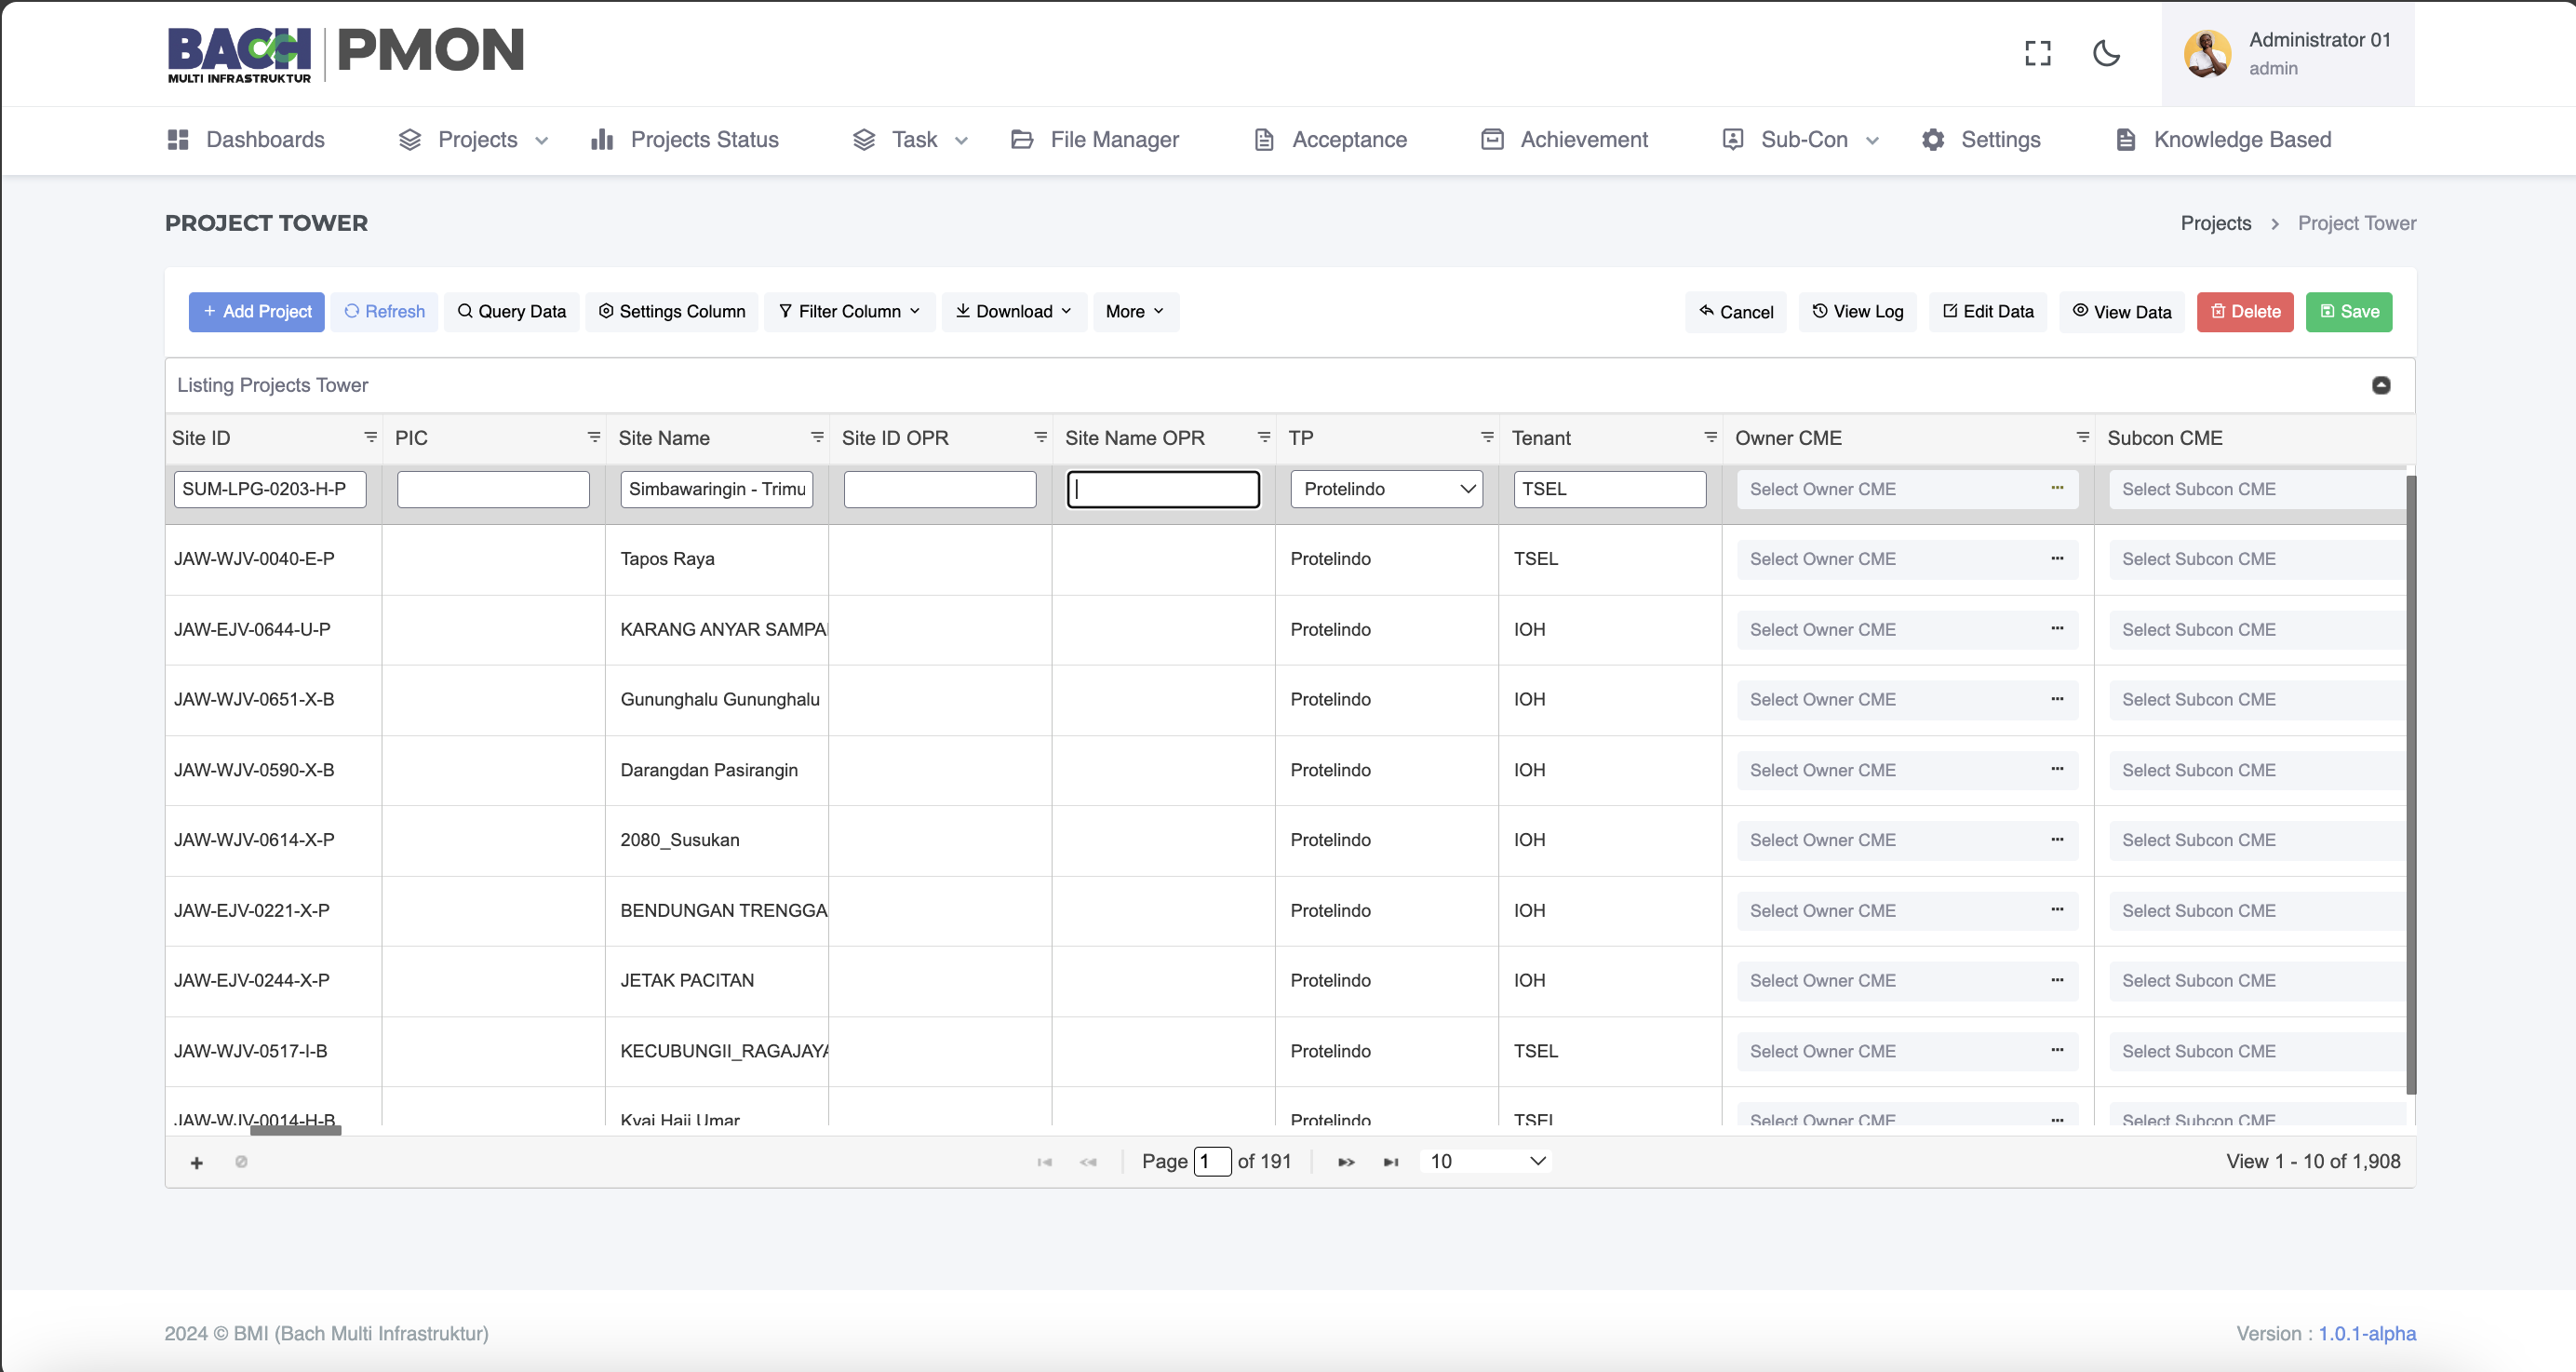 BACH MULTI INFRASTRUKTUR | PMON
Administrator 01
admin
Dashboards Projects Projects Status Task File Manager Acceptance Achievement Sub-Con Settings Knowledge Based
PROJECT TOWER
Projects > Project Tower
+ Add Project Refresh Query Data Settings Column Filter Column Download More Cancel View Log Edit Data View Data Delete Save
Listing Projects Tower
Site ID PIC Site Name Site ID OPR Site Name OPR TP Tenant Owner CME Subcon CME
SUM-LPG-0203-H-P Simbawaringin - Trimu Protelindo TSEL Select Owner CME ... Select Subcon CME
JAW-WJV-0040-E-P Tapos Raya Protelindo TSEL Select Owner CME ... Select Subcon CME
JAW-EJV-0644-U-P KARANG ANYAR SAMPA Protelindo IOH Select Owner CME ... Select Subcon CME
JAW-WJV-0651-X-B Gununghalu Gununghalu Protelindo IOH Select Owner CME ... Select Subcon CME
JAW-WJV-0590-X-B Darangdan Pasirangin Protelindo IOH Select Owner CME ... Select Subcon CME
JAW-WJV-0614-X-P 2080_Susukan Protelindo IOH Select Owner CME ... Select Subcon CME
JAW-EJV-0221-X-P BENDUNGAN TRENGGA Protelindo IOH Select Owner CME ... Select Subcon CME
JAW-EJV-0244-X-P JETAK PACITAN Protelindo IOH Select Owner CME ... Select Subcon CME
JAW-WJV-0517-I-B KECUBUNGII_RAGAJAYA Protelindo TSEL Select Owner CME ... Select Subcon CME
JAW-WJV-0014-H-B Kyai Haji Umar Protelindo TSEL Select Owner CME ... Select Subcon CME
Page 1 of 191 10 View 1 - 10 of 1,908
2024 © BMI (Bach Multi Infrastruktur)
Version : 1.0.1-alpha